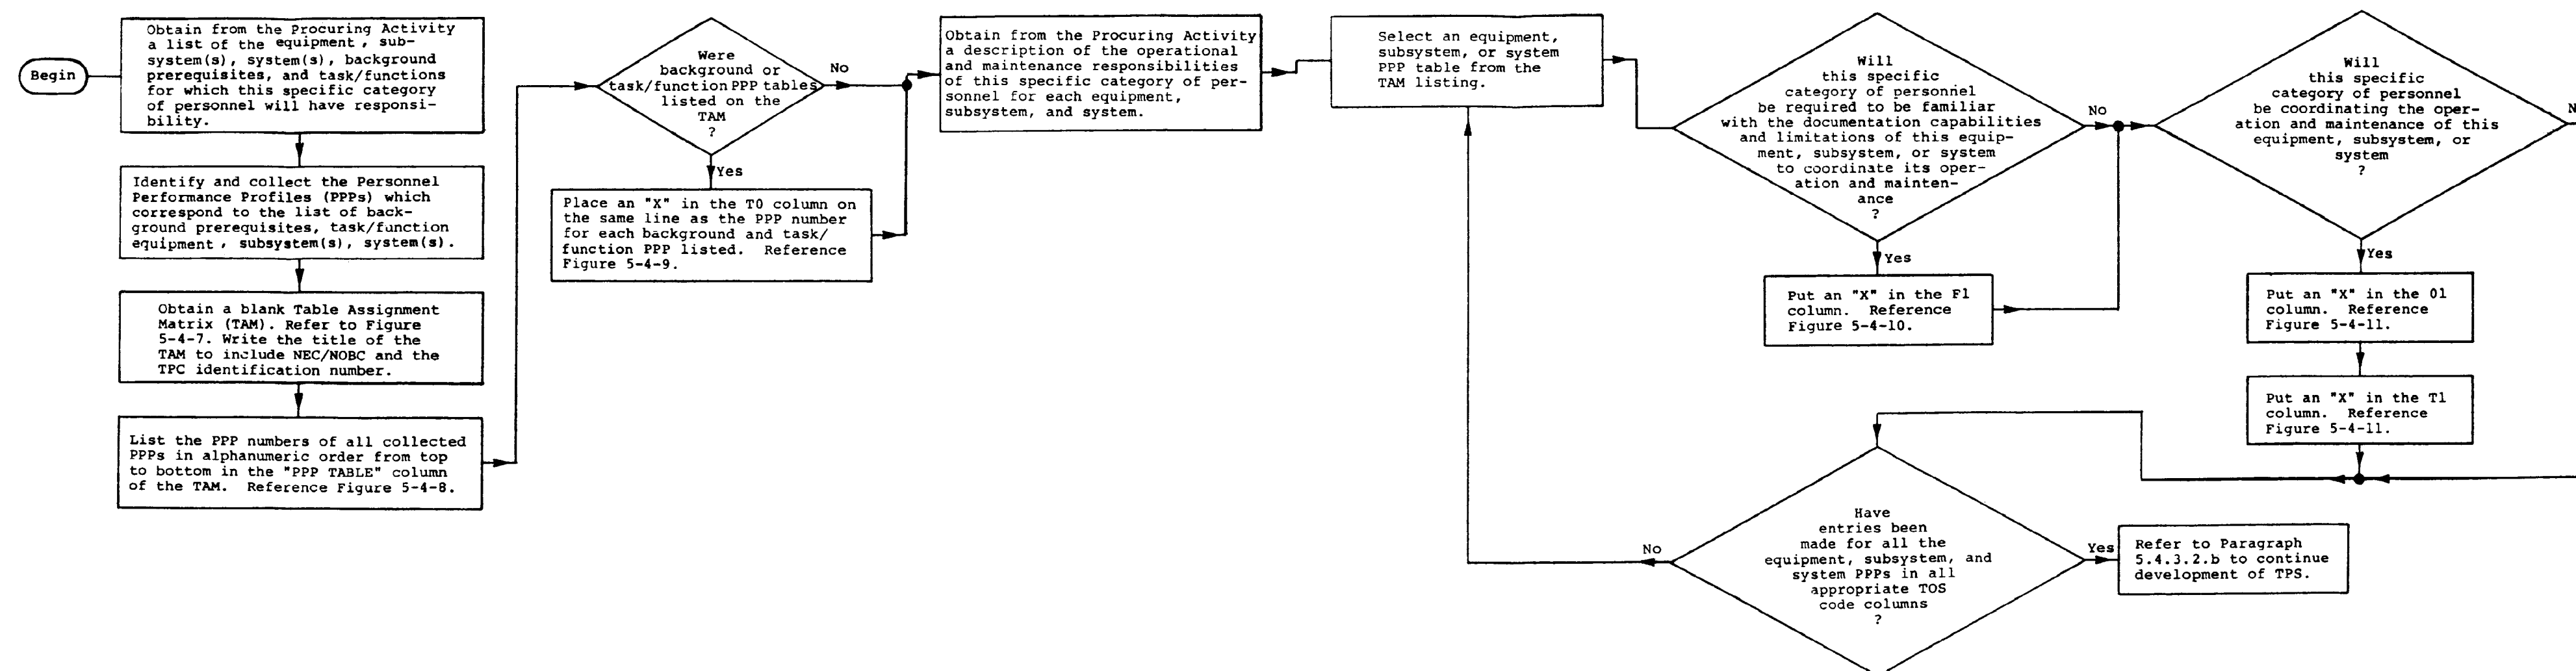 Begin
Obtain from the Procuring Activity
a list of the equipment, sub-
system(s), system(s), background
prerequisites, and task/functions
for which this specific category
of personnel will have responsi-
bility.
Identify and collect the Personnel
Performance Profiles (PPPs) which
correspond to the list of back-
ground prerequisites, task/function
equipment, subsystem(s), system(s).
Obtain a blank Table Assignment
Matrix (TAM). Refer to Figure
5-4-7. Write the title of the
TAM to include NEC/NOBC and the
TPC identification number.
List the PPP numbers of all collected
PPPs in alphanumeric order from top
to bottom in the "PPP TABLE" column
of the TAM. Reference Figure 5-4-8.
Were
background or
task/function PPP tables
listed on the
TAM
?
No
Yes
Place an "X" in the T0 column on
the same line as the PPP number
for each background and task/
function PPP listed. Reference
Figure 5-4-9.
Obtain from the Procuring Activity
a description of the operational
and maintenance responsibilities
of this specific category of per-
sonnel for each equipment,
subsystem, and system.
Select an equipment,
subsystem, or system
PPP table from the
TAM listing.
Will
this specific
category of personnel
be required to be familiar
with the documentation capabilities
and limitations of this equip-
ment, subsystem, or system
to coordinate its oper-
ation and mainten-
ance
?
No
Yes
Put an "X" in the F1
column. Reference
Figure 5-4-10.
Will
this specific
category of personnel
be coordinating the oper-
ation and maintenance of this
equipment, subsystem, or
system
?
Yes
Put an "X" in the 01
column. Reference
Figure 5-4-11.
Put an "X" in the T1
column. Reference
Figure 5-4-11.
Have
entries been
made for all the
equipment, subsystem, and
system PPPs in all
appropriate TOS
code columns
?
No
Yes
Refer to Paragraph
5.4.3.2.b to continue
development of TPS.